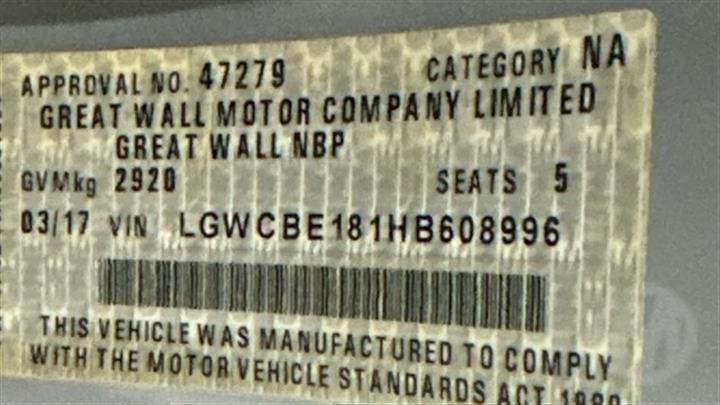 APPROVAL NO. 47279 CATEGORY NA
GREAT WALL MOTOR COMPANY LIMITED
GREAT WALL NBP
GVMkg 2920 SEATS 5
03/17 VIN LGWCBE181HB608996
THIS VEHICLE WAS MANUFACTURED TO COMPLY
WITH THE MOTOR VEHICLE STANDARDS ACT 1989